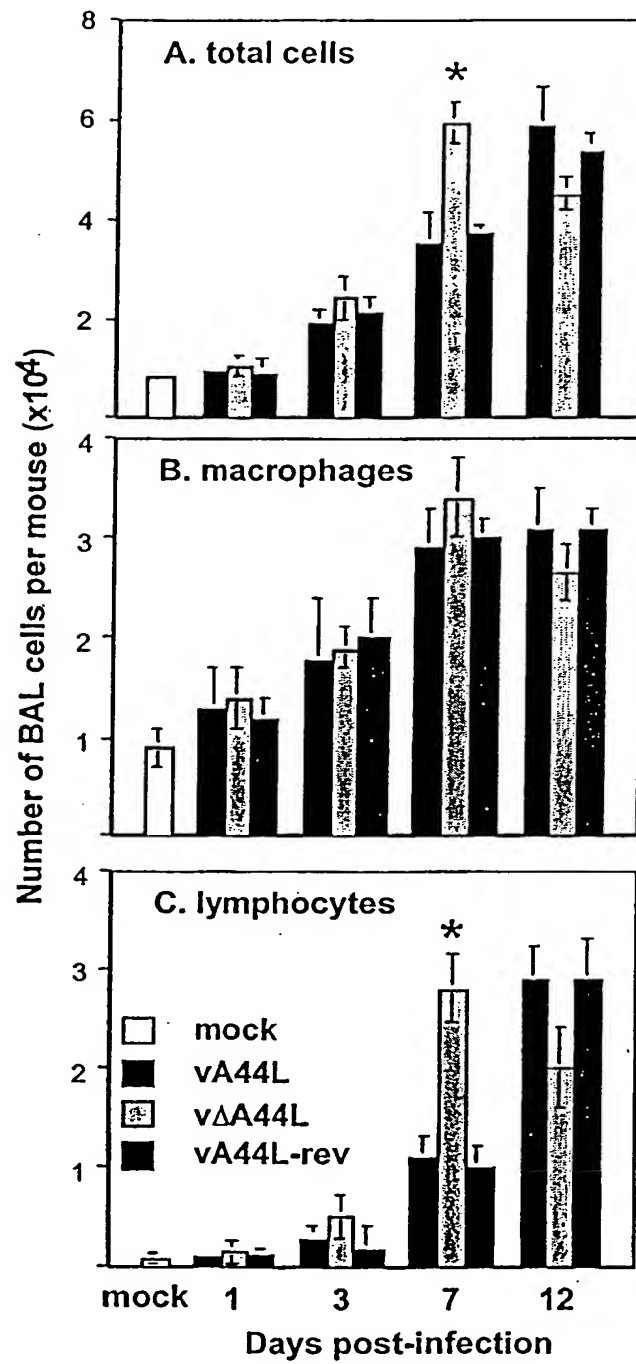 8
A. total cells
*
6
4
2
4
B. macrophages
3
2
1
4
C. lymphocytes
*
3
mock
2
vA44L
vΔA44L
1
vA44L-rev
mock 1 3 7 12
Days post-infection
Number of BAL cells per mouse (x10⁴)